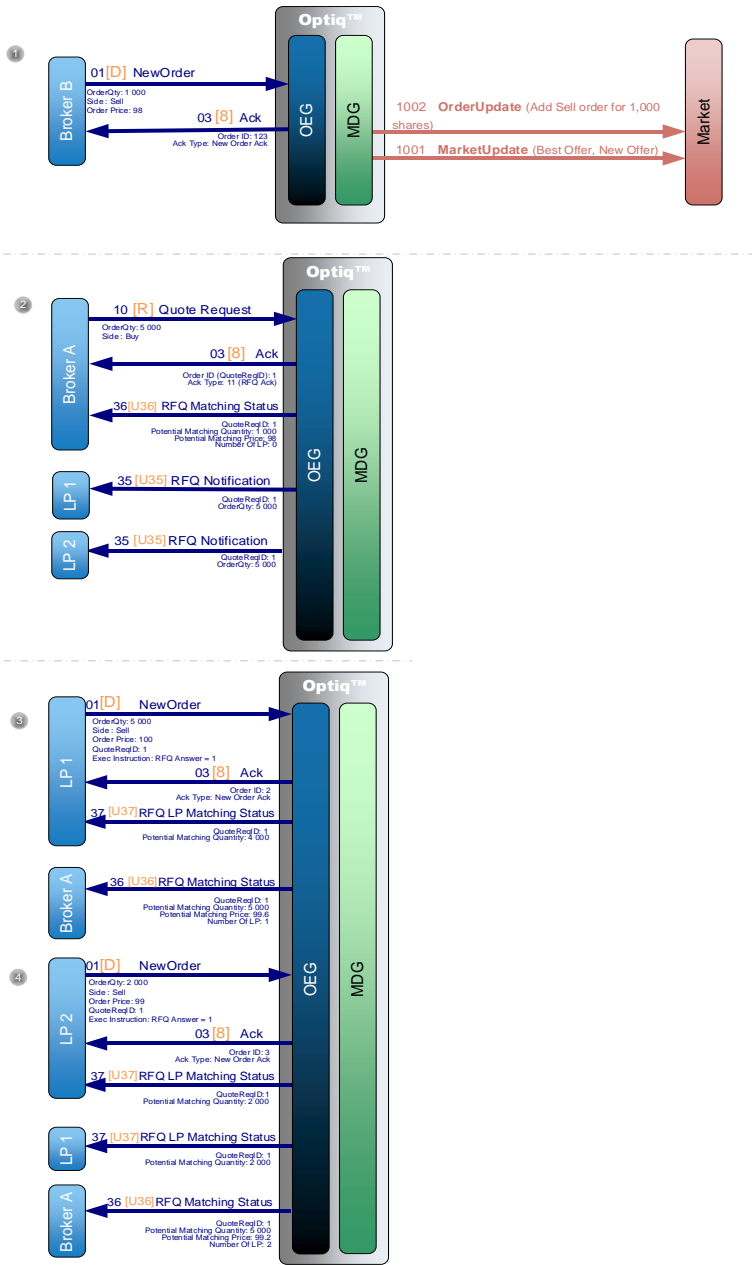 Optiq™
1
Broker B
01[D] NewOrder
OrderQty: 1 000
Side : Sell
Order Price: 98
03 [8] Ack
Order ID: 123
Ack Type: New Order Ack
OEG
MDG
1002 OrderUpdate (Add Sell order for 1,000
shares)
1001 MarketUpdate (Best Offer, New Offer)
Market
Optiq™
2
Broker A
10 [R] Quote Request
OrderQty: 5 000
Side : Buy
03 [8] Ack
Order ID (QuoteReqID): 1
Ack Type: 11 (RFQ Ack)
36[U36] RFQ Matching Status
QuoteReqID: 1
Potential Matching Quantity: 1 000
Potential Matching Price: 98
Number Of LP: 0
OEG
MDG
LP 1
35 [U35] RFQ Notification
QuoteReqID: 1
OrderQty: 5 000
LP 2
35 [U35] RFQ Notification
QuoteReqID: 1
OrderQty: 5 000
Optiq™
3
LP 1
01[D] NewOrder
OrderQty: 5 000
Side : Sell
Order Price: 100
QuoteReqID: 1
Exec Instruction: RFQ Answer = 1
03 [8] Ack
Order ID: 2
Ack Type: New Order Ack
37 [U37]RFQ LP Matching Status
QuoteReqID: 1
Potential Matching Quantity: 4 000
Broker A
36 [U36]RFQ Matching Status
QuoteReqID: 1
Potential Matching Quantity: 5 000
Potential Matching Price: 99.6
Number Of LP: 1
OEG
MDG
4
LP 2
01[D] NewOrder
OrderQty: 2 000
Side : Sell
Order Price: 99
QuoteReqID: 1
Exec Instruction: RFQ Answer = 1
03 [8] Ack
Order ID: 3
Ack Type: New Order Ack
37 [U37]RFQ LP Matching Status
QuoteReqID:1
Potential Matching Quantity: 2 000
LP 1
37 [U37]RFQ LP Matching Status
QuoteReqID: 1
Potential Matching Quantity: 2 000
Broker A
36 [U36]RFQ Matching Status
QuoteReqID: 1
Potential Matching Quantity: 5 000
Potential Matching Price: 99.2
Number Of LP: 2